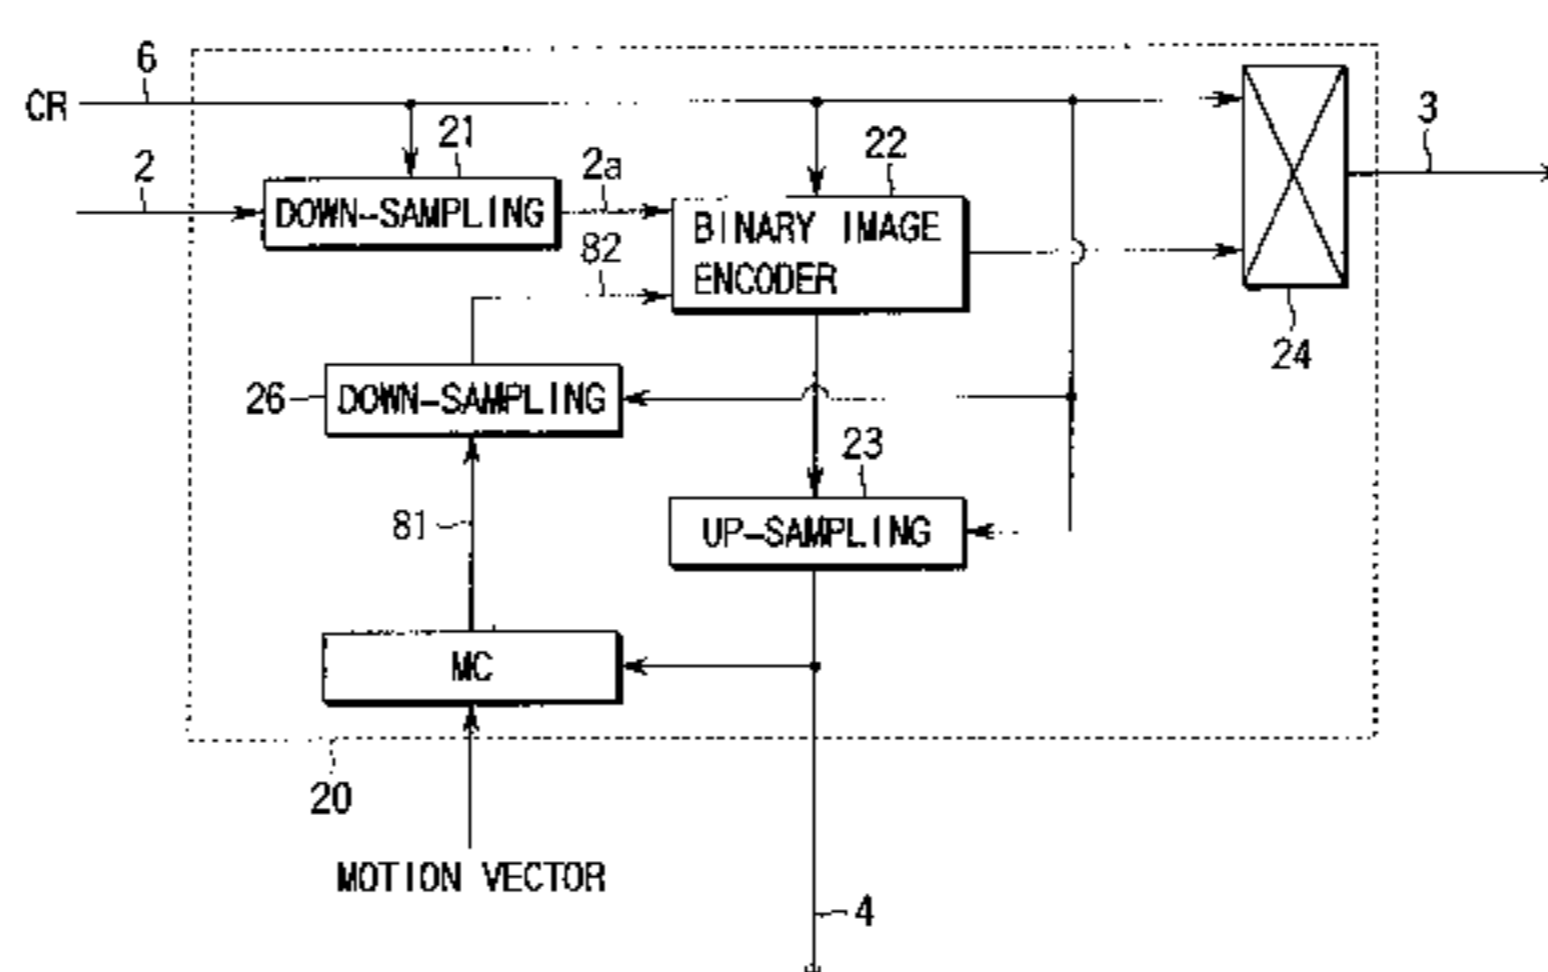 6
CR
21
3
2
2a
22
DOWN-SAMPLING
BINARY IMAGE
ENCODER
82
24
26
DOWN-SAMPLING
23
81
UP-SAMPLING
MC
20
MOTION VECTOR
4